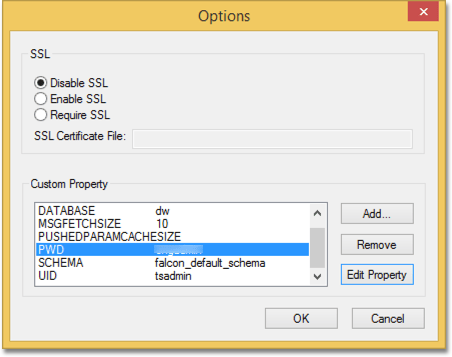 Options
SSL
Disable SSL
Enable SSL
Require SSL
SSL Certificate File:
Custom Property
DATABASE dw
MSGFETCHSIZE 10
PUSHEDPARAMCACHESIZE
PWD
SCHEMA falcon_default_schema
UID tsadmin
Add...
Remove
Edit Property
OK Cancel